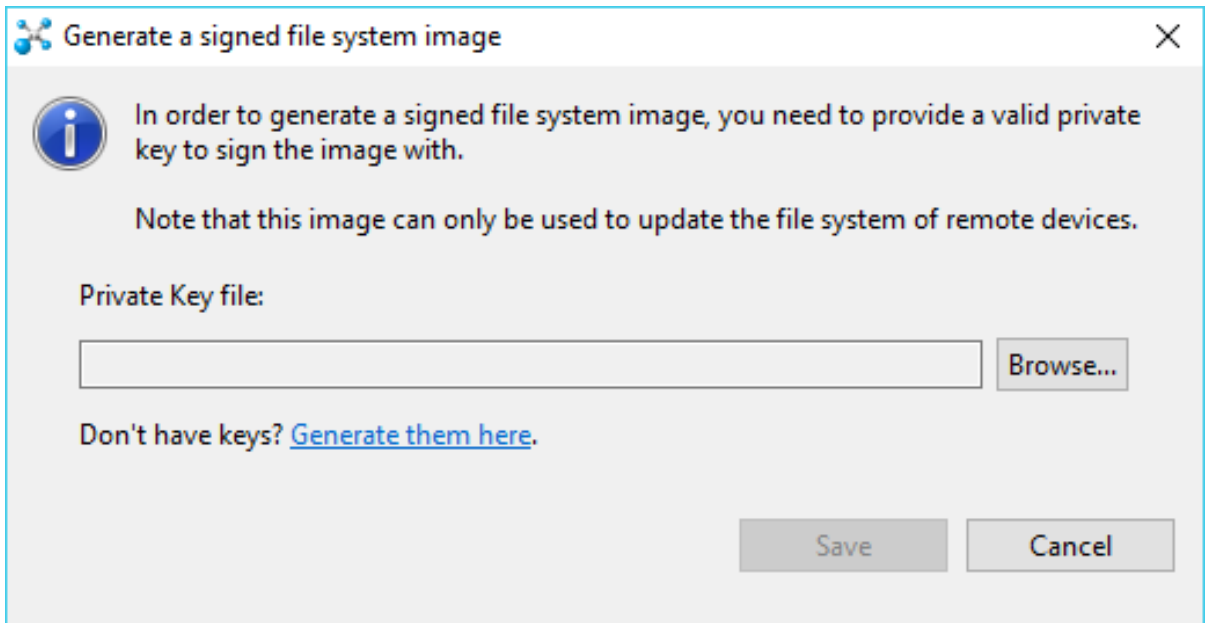 Generate a signed file system image
In order to generate a signed file system image, you need to provide a valid private
key to sign the image with.
Note that this image can only be used to update the file system of remote devices.
Private Key file:
Browse...
Don't have keys? Generate them here.
Save
Cancel